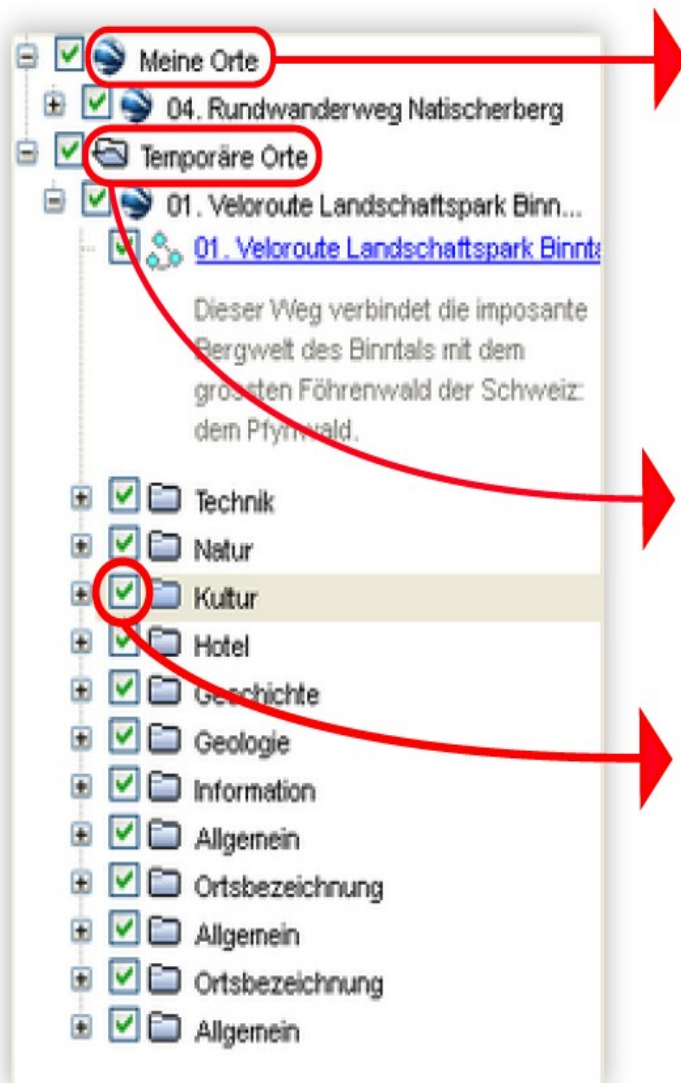 Meine Orte
04. Rundwanderweg Natischerberg
Temporäre Orte
01. Veloroute Landschaftspark Binn...
01. Veloroute Landschaftspark Binnta
Dieser Weg verbindet die imposante
Bergwelt des Binntals mit dem
grossten Föhrenwald der Schweiz:
dem Pfynwald.
Technik
Natur
Kultur
Hotel
Geschichte
Geologie
Information
Allgemein
Ortsbezeichnung
Allgemein
Ortsbezeichnung
Allgemein